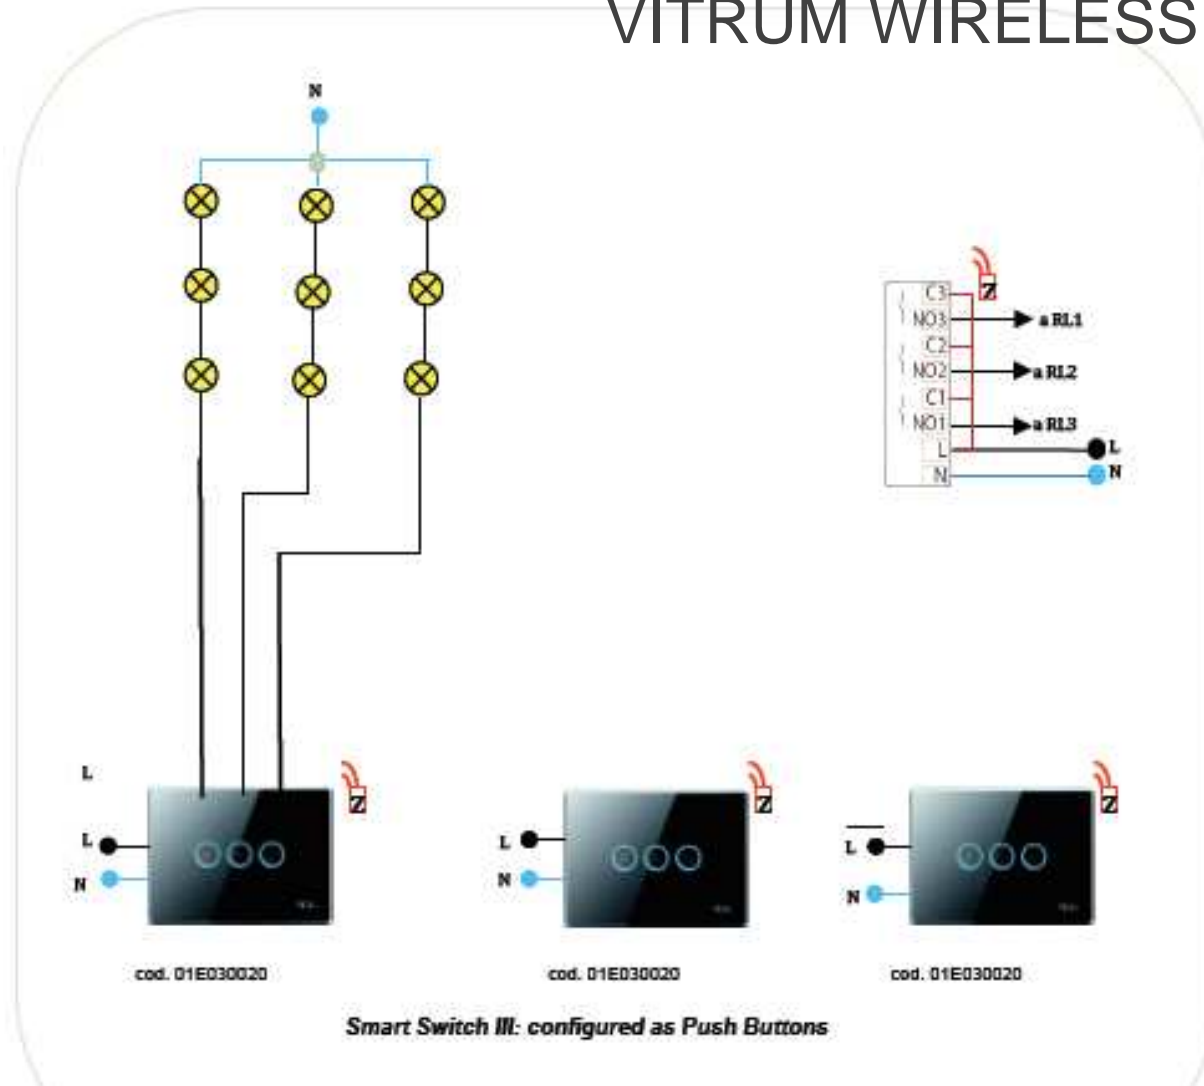 VITRUM WIRELESS
N
Z
C3
NO3 a RL1
C2
NO2 a RL2
C1
NO1 a RL3
L L
N N
L
Z
Z
Z
L
N
L
N
L
N
cod. 01E030020
cod. 01E030020
cod. 01E030020
Smart Switch III: configured as Push Buttons